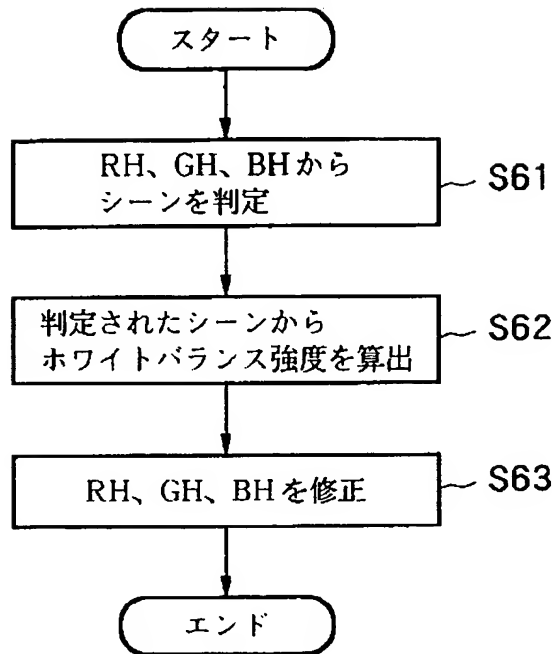 スタート
RH、GH、BHから
シーンを判定
S61
判定されたシーンから
ホワイトバランス強度を算出
S62
RH、GH、BHを修正
S63
エンド